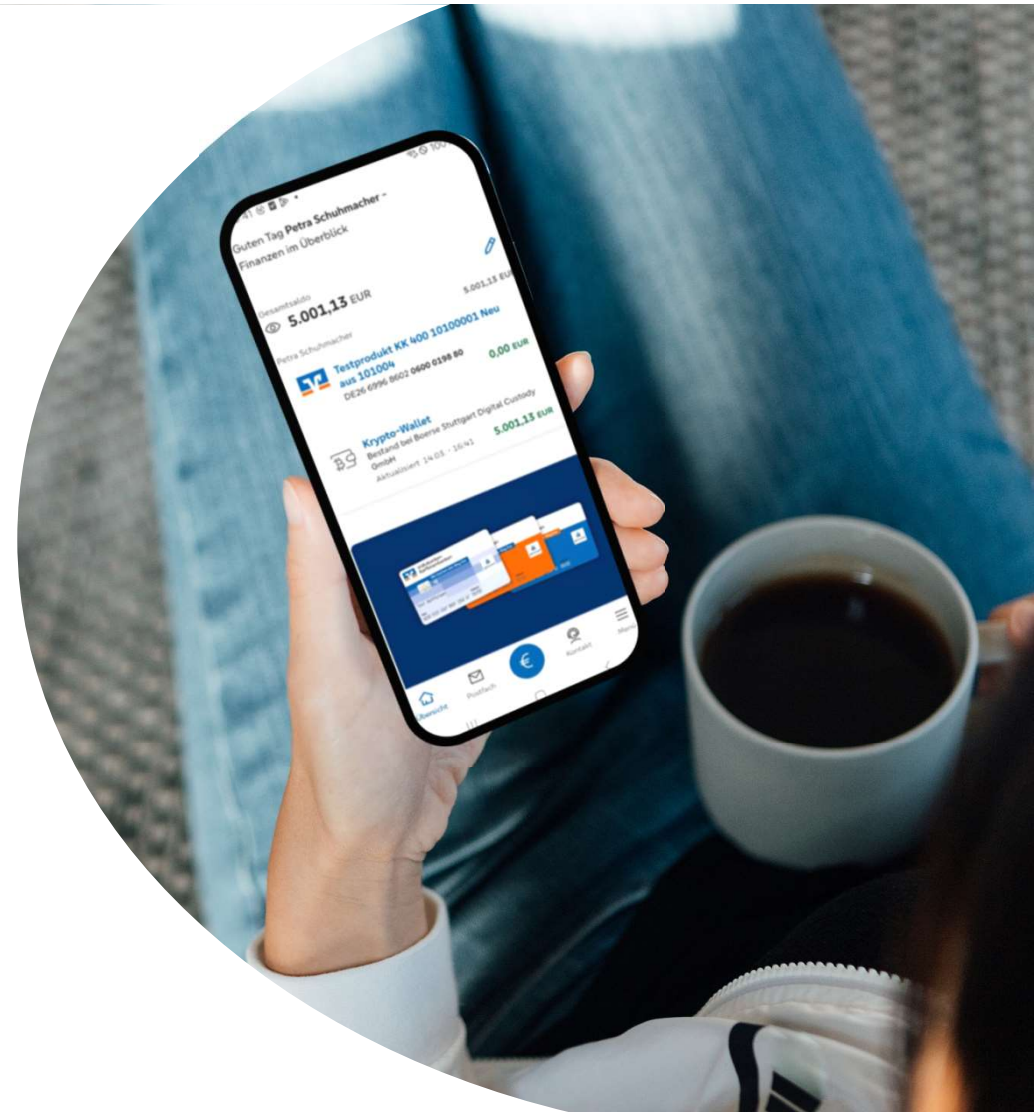 41
100
Guten Tag Petra Schuhmacher -
Finanzen im Überblick
Gesamtsaldo
5.001,13 EUR
Petra Schuhmacher
5.001,13 EUR
Testprodukt KK 400 10100001 Neu
aus 101004
DE26 6996 8602 0600 0198 80
0,00 EUR
Krypto-Wallet
Bestand bei Boerse Stuttgart Digital Custody
GmbH
Aktualisiert 14.03. - 16:41
5.001,13 EUR
Übersicht
Postfach
€
Kontakt
Menü